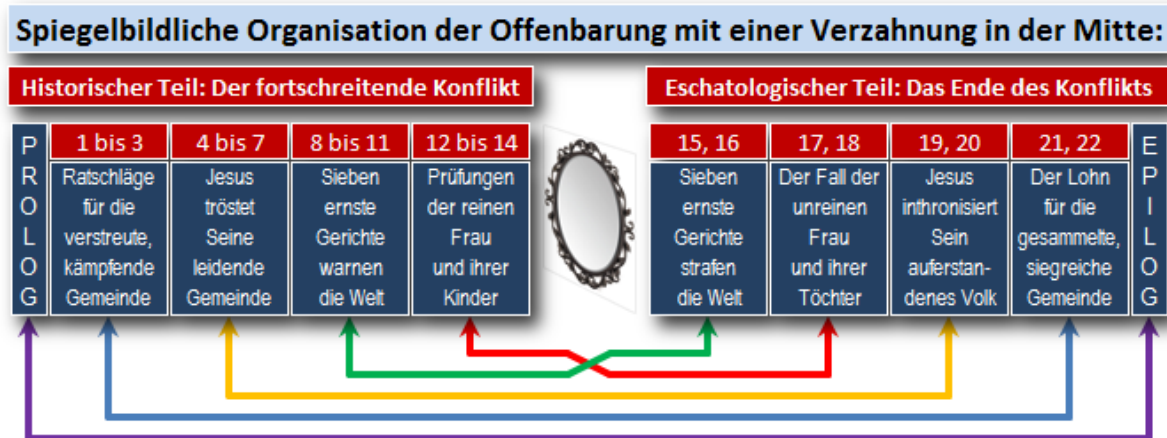 Spiegelbildliche Organisation der Offenbarung mit einer Verzahnung in der Mitte:
Historischer Teil: Der fortschreitende Konflikt
Eschatologischer Teil: Das Ende des Konflikts
PROLOG
1 bis 3
Ratschläge
für die
verstreute,
kämpfende
Gemeinde
4 bis 7
Jesus
tröstet
Seine
leidende
Gemeinde
8 bis 11
Sieben
ernste
Gerichte
warnen
die Welt
12 bis 14
Prüfungen
der reinen
Frau
und ihrer
Kinder
15, 16
Sieben
ernste
Gerichte
strafen
die Welt
17, 18
Der Fall der
unreinen
Frau
und ihrer
Töchter
19, 20
Jesus
inthronisiert
Sein
auferstan-
denes Volk
21, 22
Der Lohn
für die
gesammelte,
siegreiche
Gemeinde
EPILOG